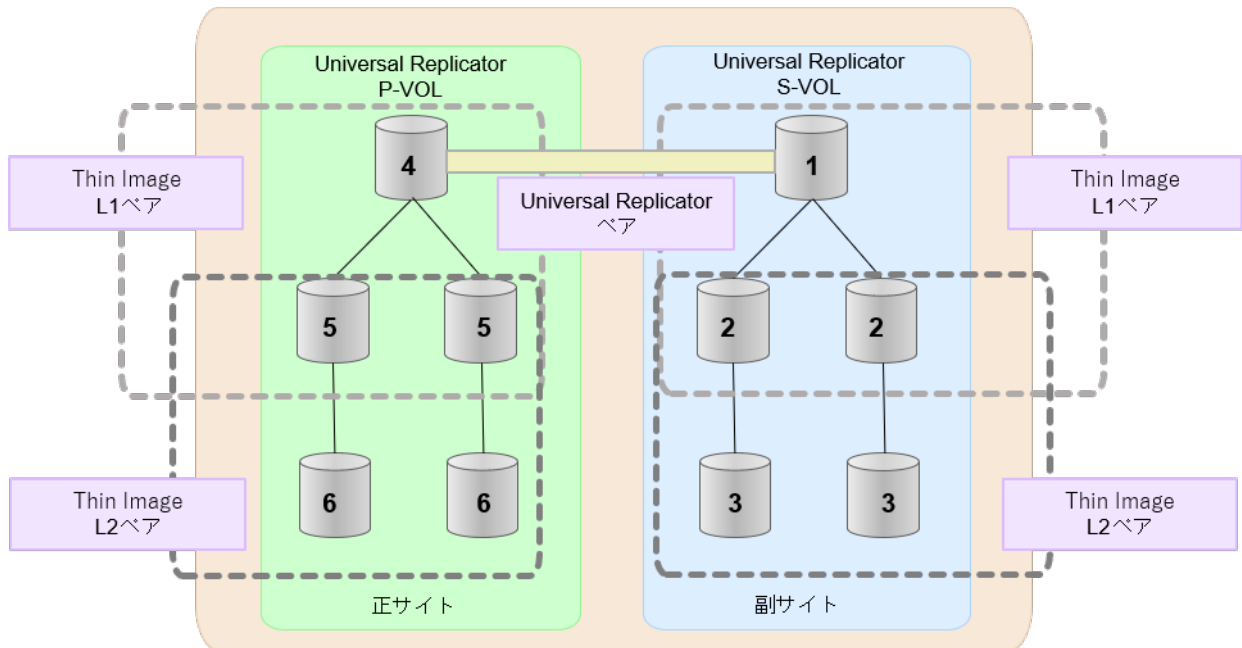 Universal Replicator
P-VOL
Universal Replicator
S-VOL
4
1
Thin Image
L1ペア
Universal Replicator
ペア
Thin Image
L1ペア
5
5
2
2
6
6
3
3
Thin Image
L2ペア
Thin Image
L2ペア
正サイト
副サイト